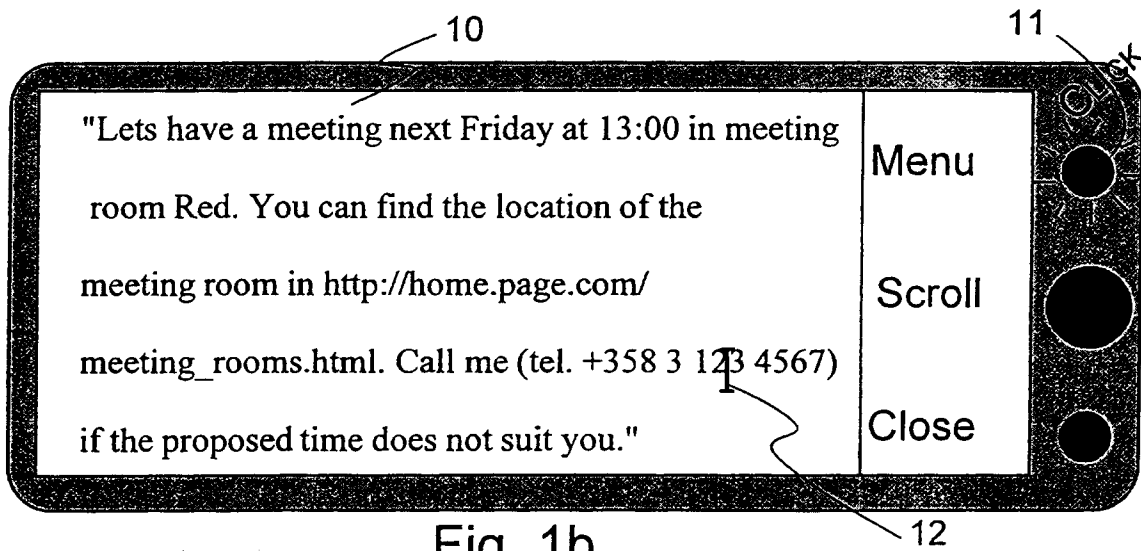 10
11
CLICK
"Lets have a meeting next Friday at 13:00 in meeting
Menu
room Red. You can find the location of the
meeting room in http://home.page.com/
Scroll
meeting_rooms.html. Call me (tel. +358 3 123 4567)
Close
if the proposed time does not suit you."
12
Fig. 1b